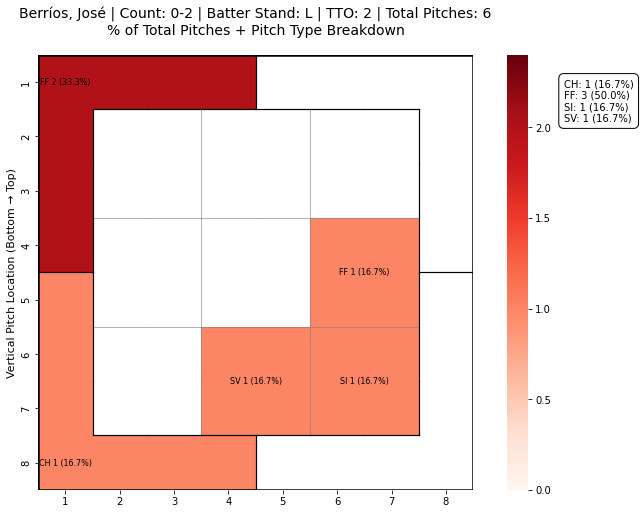 Berríos, José | Count: 0-2 | Batter Stand: L | TTO: 2 | Total Pitches: 6
% of Total Pitches + Pitch Type Breakdown
Vertical Pitch Location (Bottom → Top)
1
2
3
4
5
6
7
8
FF 2 (33.3%)
FF 1 (16.7%)
SV 1 (16.7%)
SI 1 (16.7%)
CH 1 (16.7%)
1
2
3
4
5
6
7
8
2.0
1.5
1.0
0.5
0.0
CH: 1 (16.7%)
FF: 3 (50.0%)
SI: 1 (16.7%)
SV: 1 (16.7%)